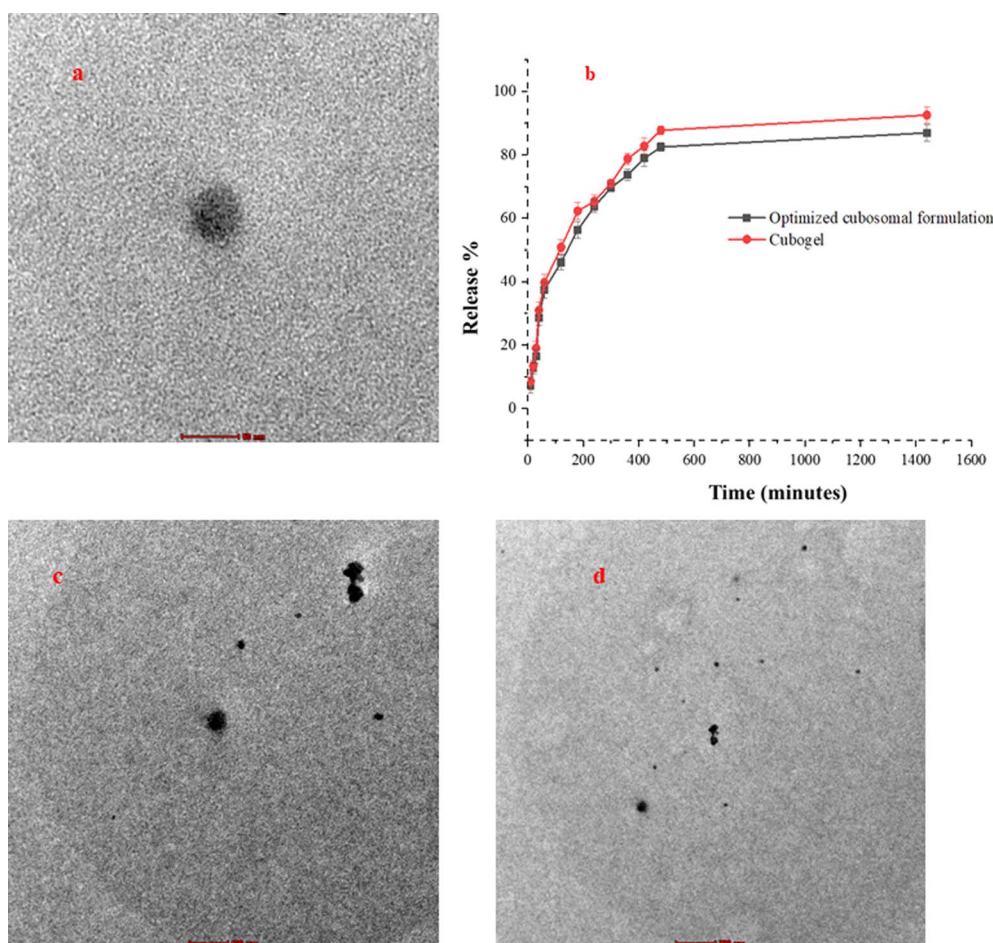 a
b
100
80
60
40
20
0
Release %
Optimized cubosomal formulation
Cubogel
0 200 400 600 800 1000 1200 1400 1600
Time (minutes)
c
d